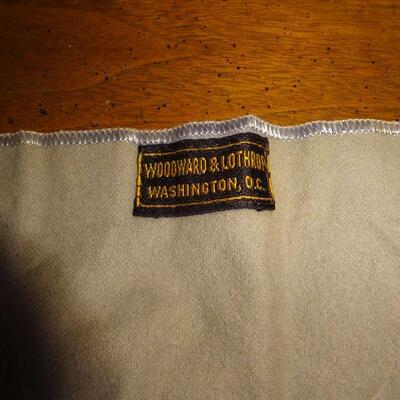 WOODWARD & LOTHROP
WASHINGTON, D.C.